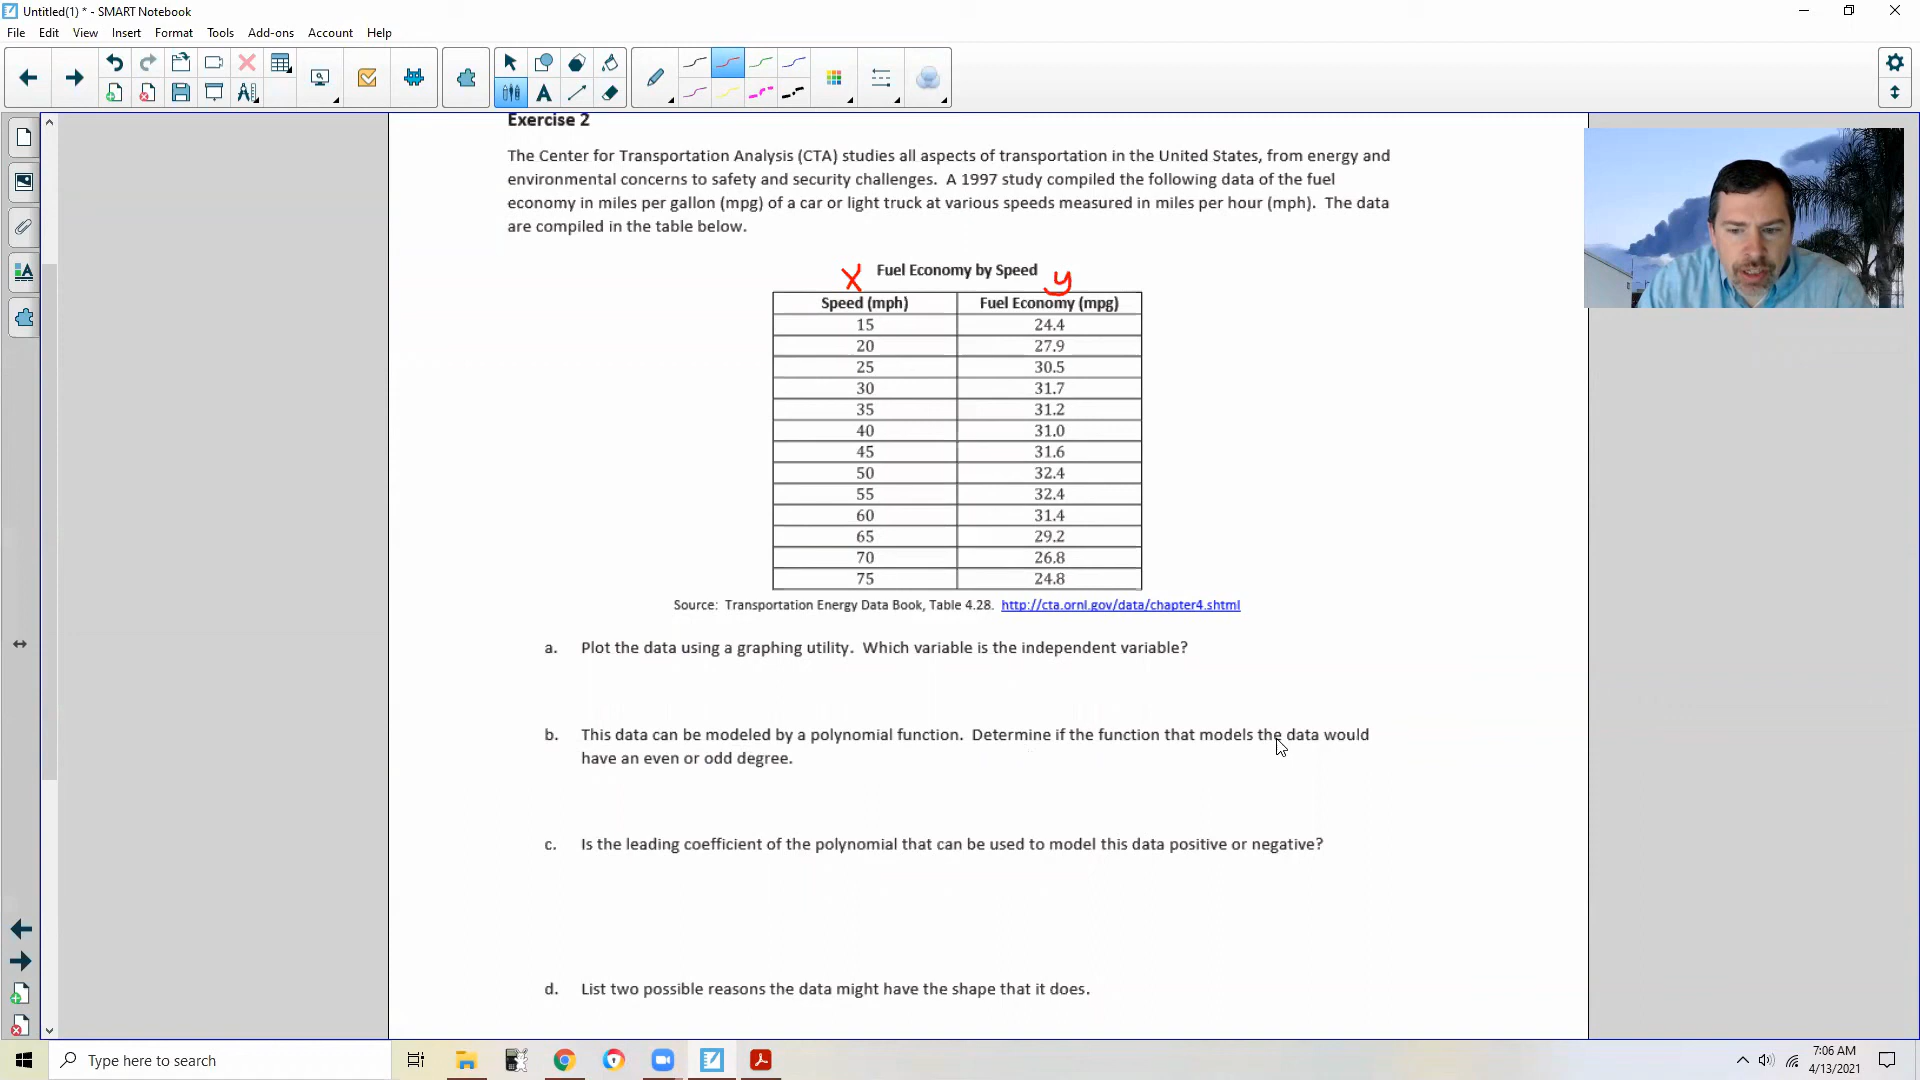 Untitled(1) * - SMART Notebook
File Edit View Insert Format Tools Add-ons Account Help
Exercise 2
The Center for Transportation Analysis (CTA) studies all aspects of transportation in the United States, from energy and
environmental concerns to safety and security challenges. A 1997 study compiled the following data of the fuel
economy in miles per gallon (mpg) of a car or light truck at various speeds measured in miles per hour (mph). The data
are compiled in the table below.
X Fuel Economy by Speed y
Speed (mph) Fuel Economy (mpg)
15 24.4
20 27.9
25 30.5
30 31.7
35 31.2
40 31.0
45 31.6
50 32.4
55 32.4
60 31.4
65 29.2
70 26.8
75 24.8
Source: Transportation Energy Data Book, Table 4.28. http://cta.ornl.gov/data/chapter4.shtml
a. Plot the data using a graphing utility. Which variable is the independent variable?
b. This data can be modeled by a polynomial function. Determine if the function that models the data would
have an even or odd degree.
c. Is the leading coefficient of the polynomial that can be used to model this data positive or negative?
d. List two possible reasons the data might have the shape that it does.
Type here to search
7:06 AM
4/13/2021